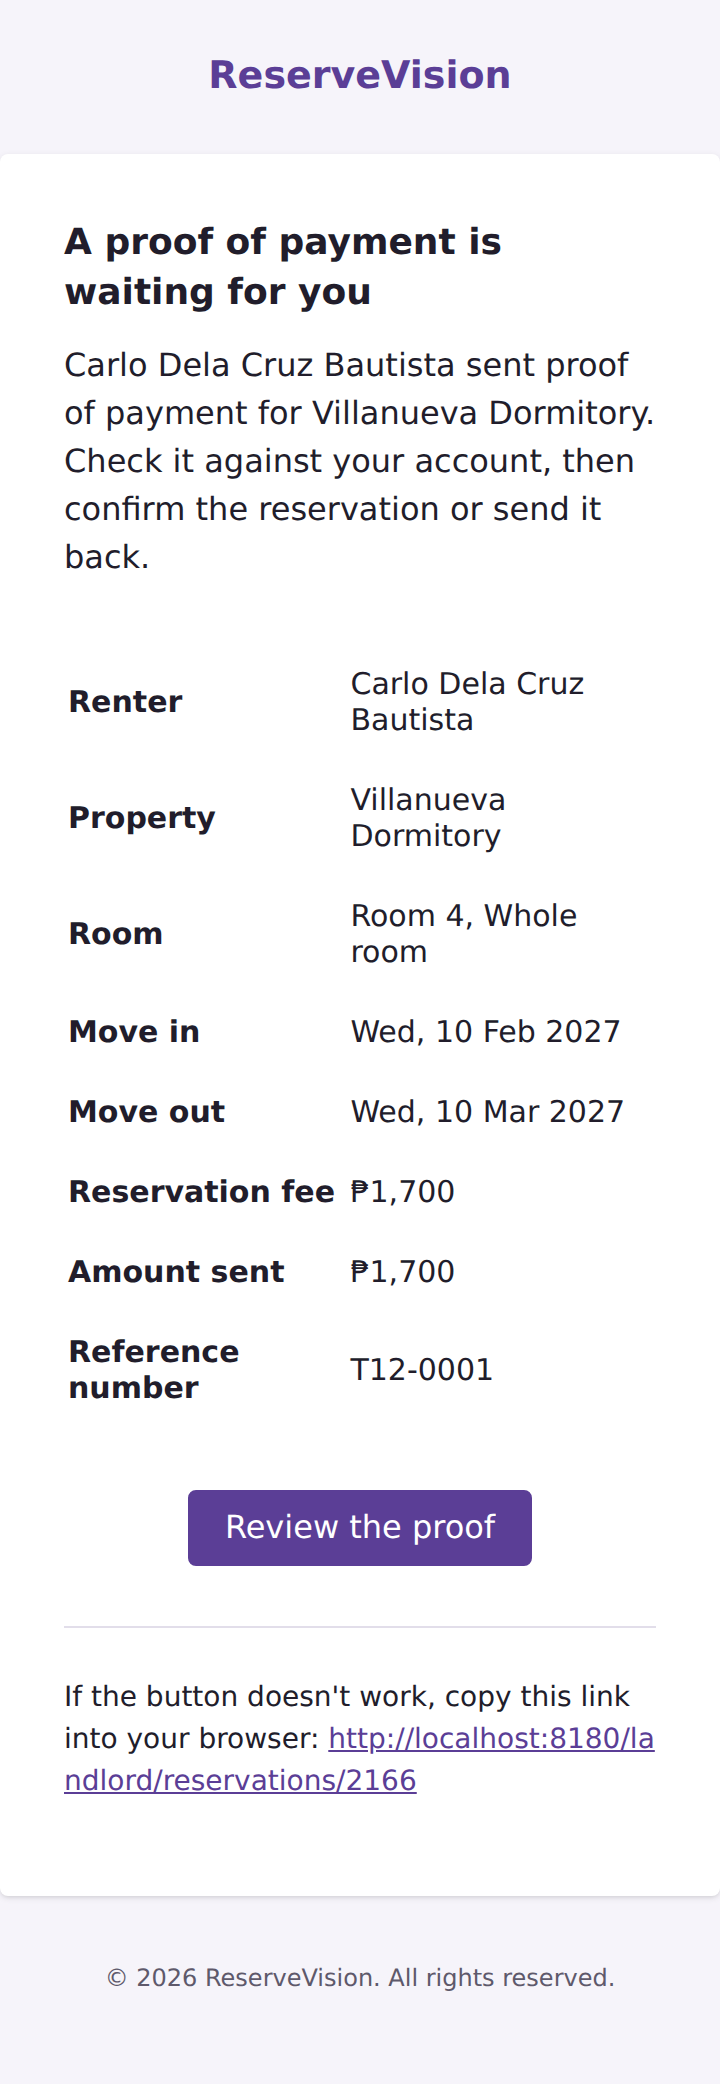 ReserveVision
A proof of payment is
waiting for you
Carlo Dela Cruz Bautista sent proof
of payment for Villanueva Dormitory.
Check it against your account, then
confirm the reservation or send it
back.
Renter Carlo Dela Cruz
Bautista
Property Villanueva
Dormitory
Room Room 4, Whole
room
Move in Wed, 10 Feb 2027
Move out Wed, 10 Mar 2027
Reservation fee ₱1,700
Amount sent ₱1,700
Reference
number T12-0001
Review the proof
If the button doesn't work, copy this link
into your browser: http://localhost:8180/la
ndlord/reservations/2166
© 2026 ReserveVision. All rights reserved.